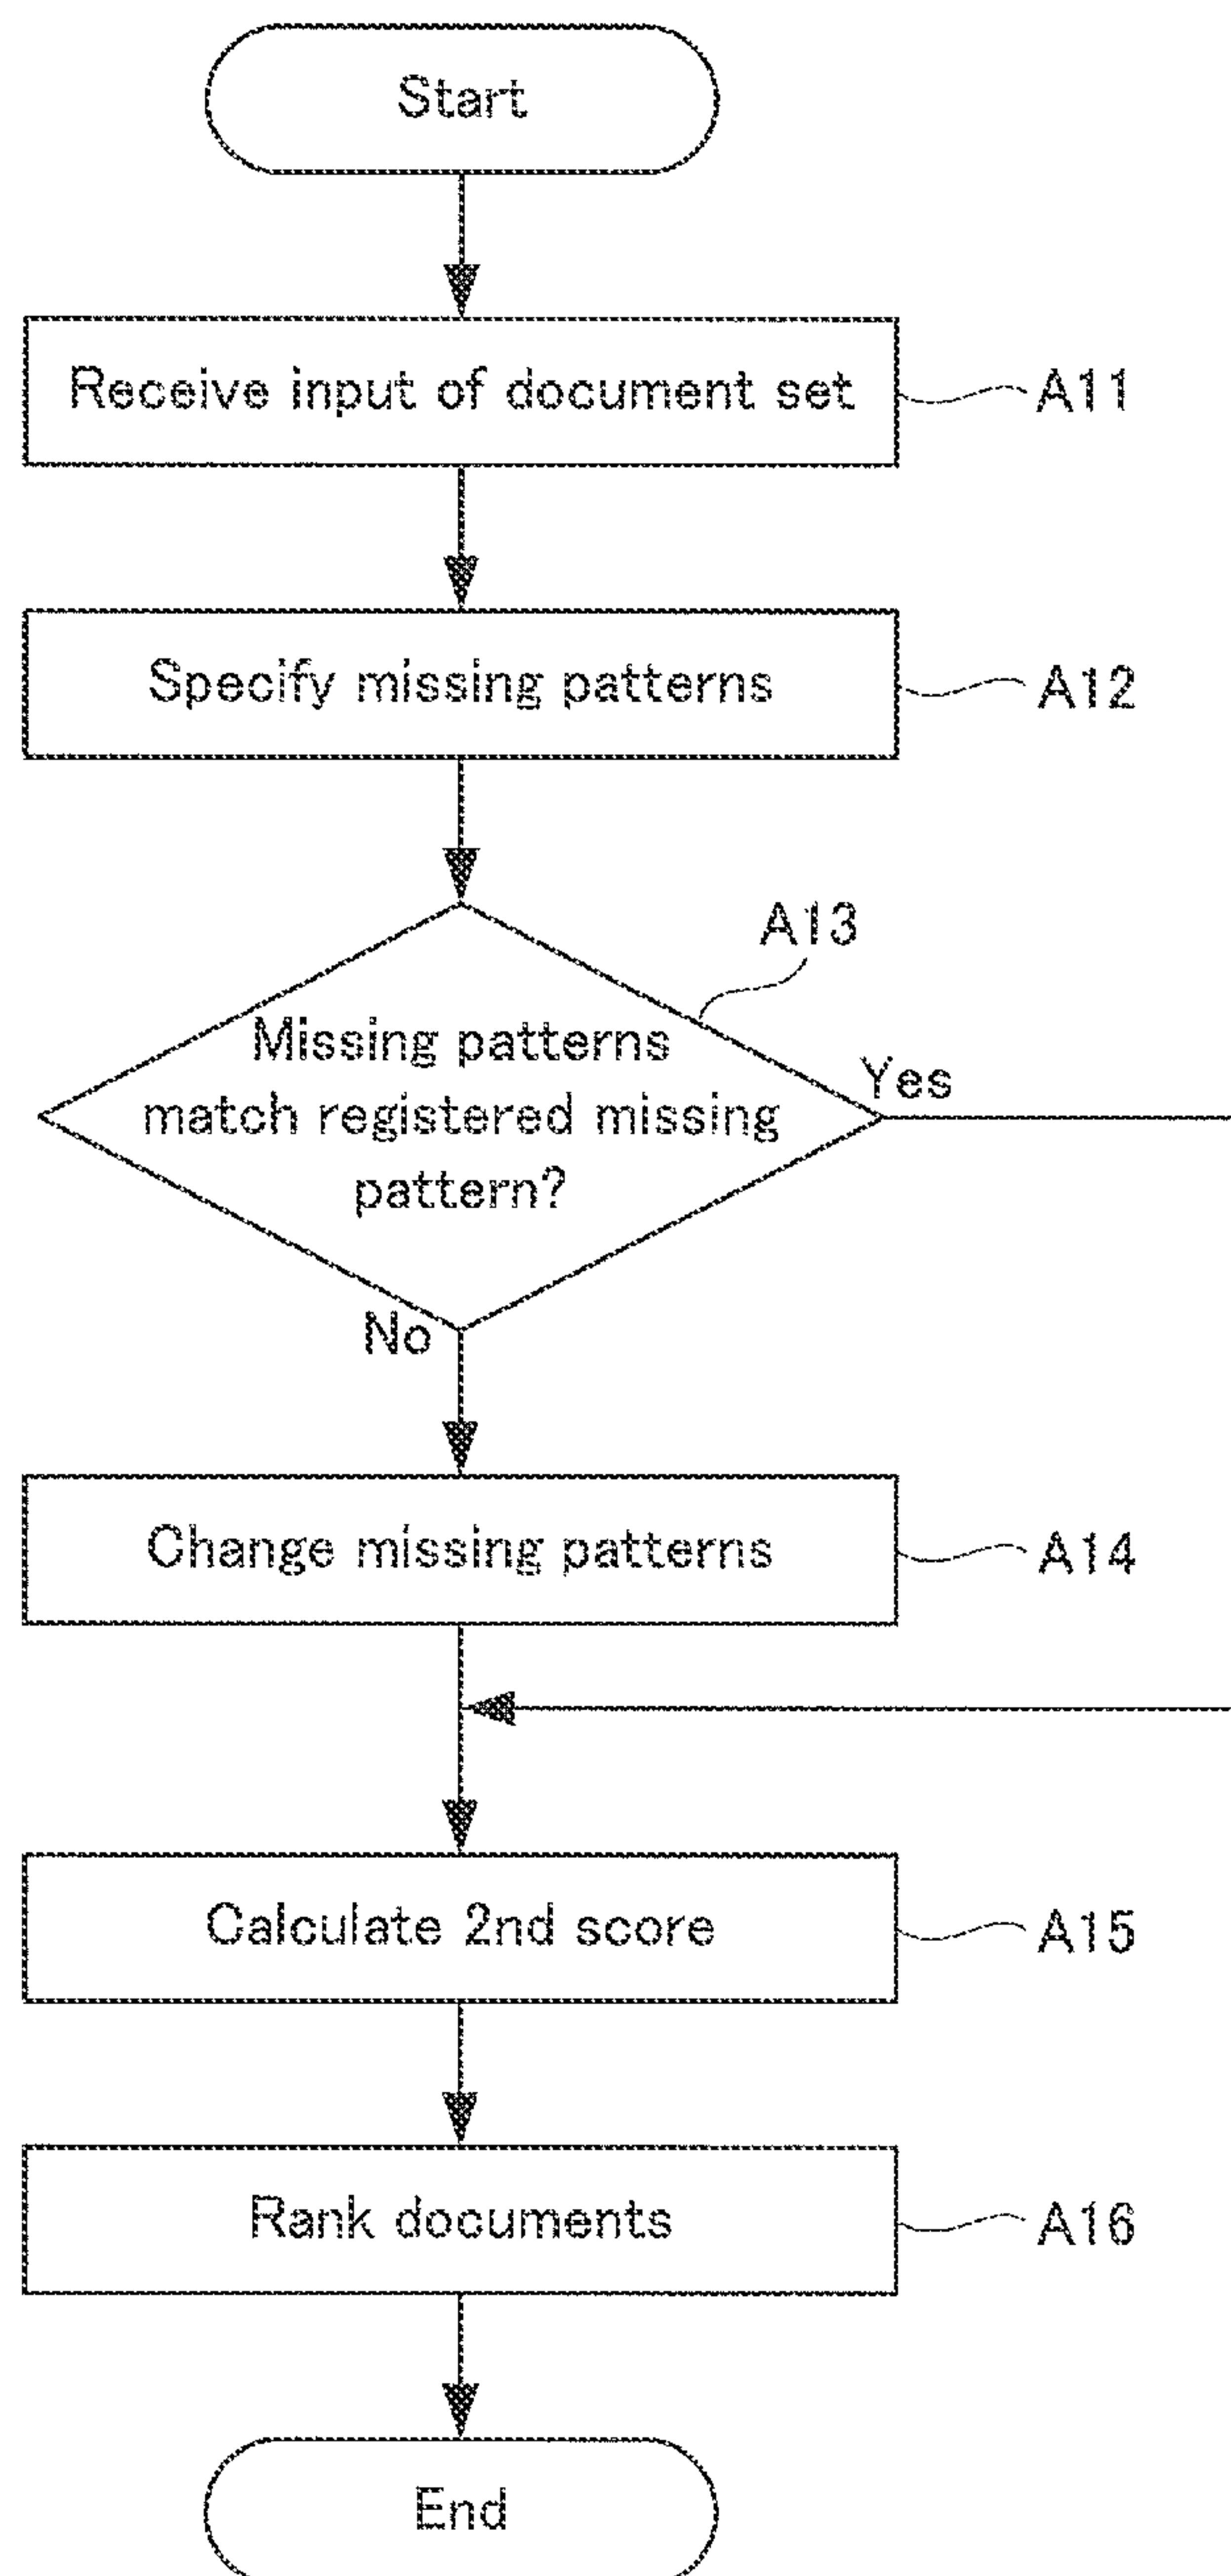 Start
Receive input of document set
A11
Specify missing patterns
A12
A13
Missing patterns
match registered missing
pattern?
Yes
No
Change missing patterns
A14
Calculate 2nd score
A15
Rank documents
A16
End